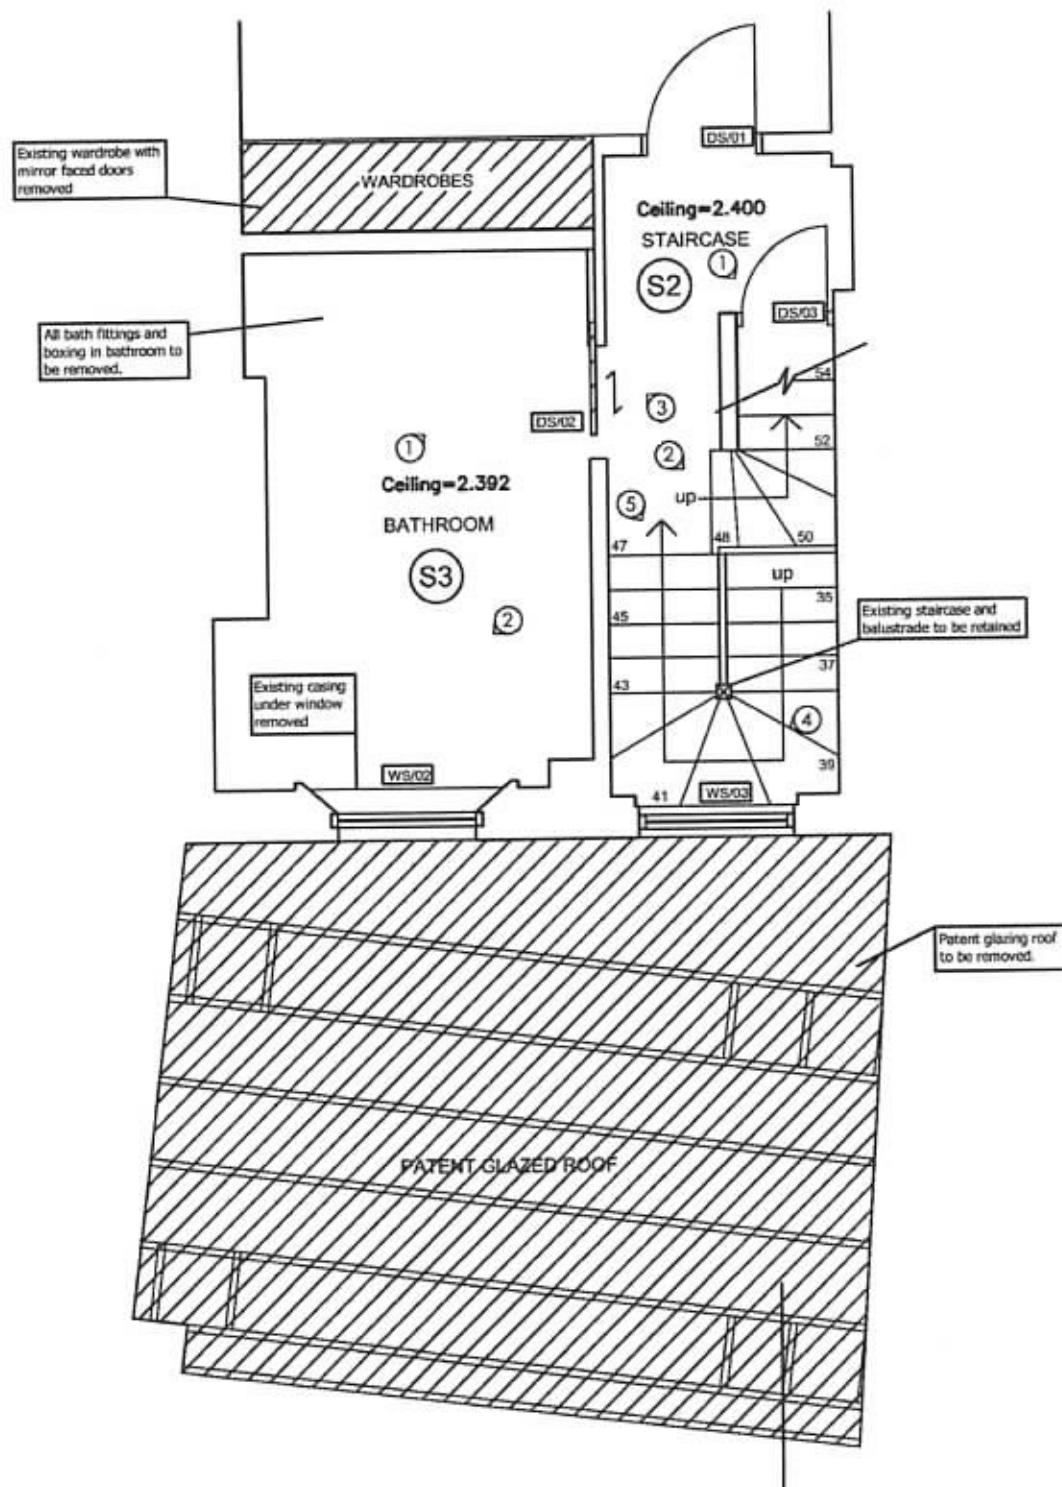 DS/01
Existing wardrobe with
mirror faced doors
removed
WARDROBES
Ceiling=2.400
STAIRCASE
1
S2
DS/03
All bath fittings and
boxing in bathroom to
be removed.
54
3
DS/02
1
52
2
Ceiling=2.392
up
5
BATHROOM
48
50
47
S3
up
35
Existing staircase and
balustrade to be retained
45
2
37
43
Existing casing
under window
removed
4
39
WS/02
41
WS/03
Patent glazing roof
to be removed.
PATENT GLAZED ROOF